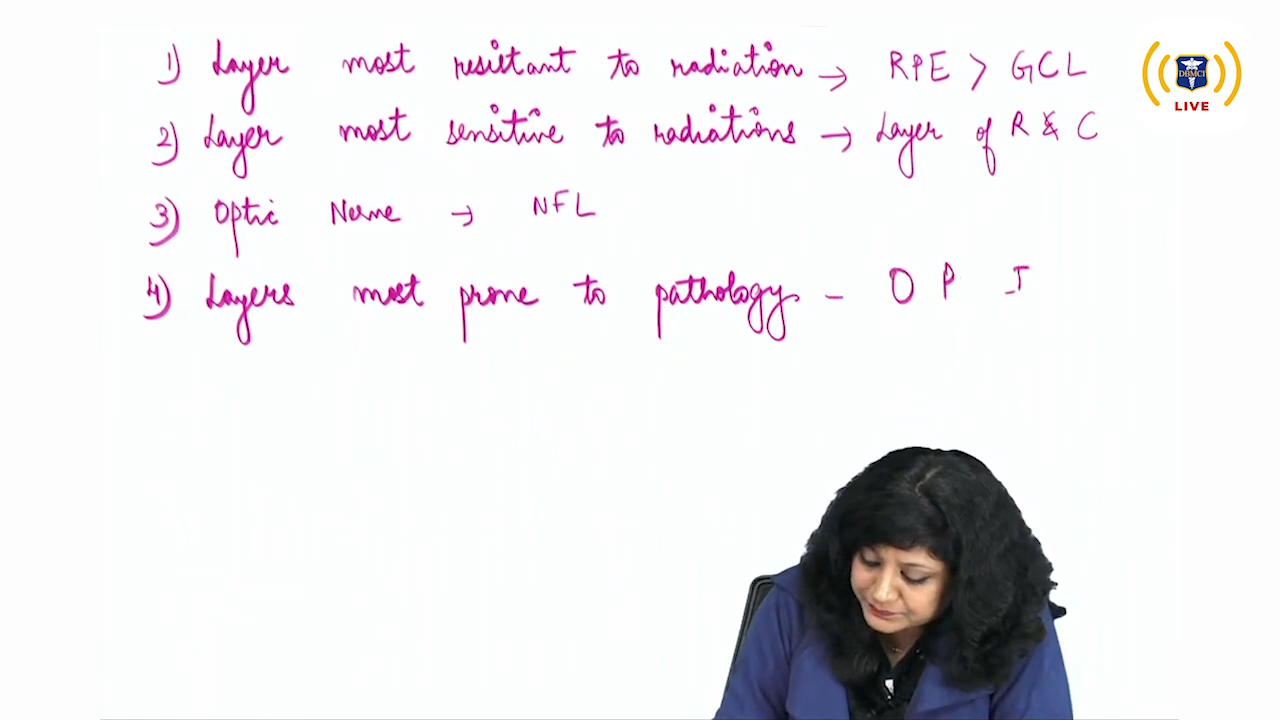 1) Layer most resistant to radiation → RPE > GCL
2) Layer most sensitive to radiations → Layer of R & C
3) Optic Nerve → NFL
4) Layers most prone to pathology - O P I
DBMCI
LIVE